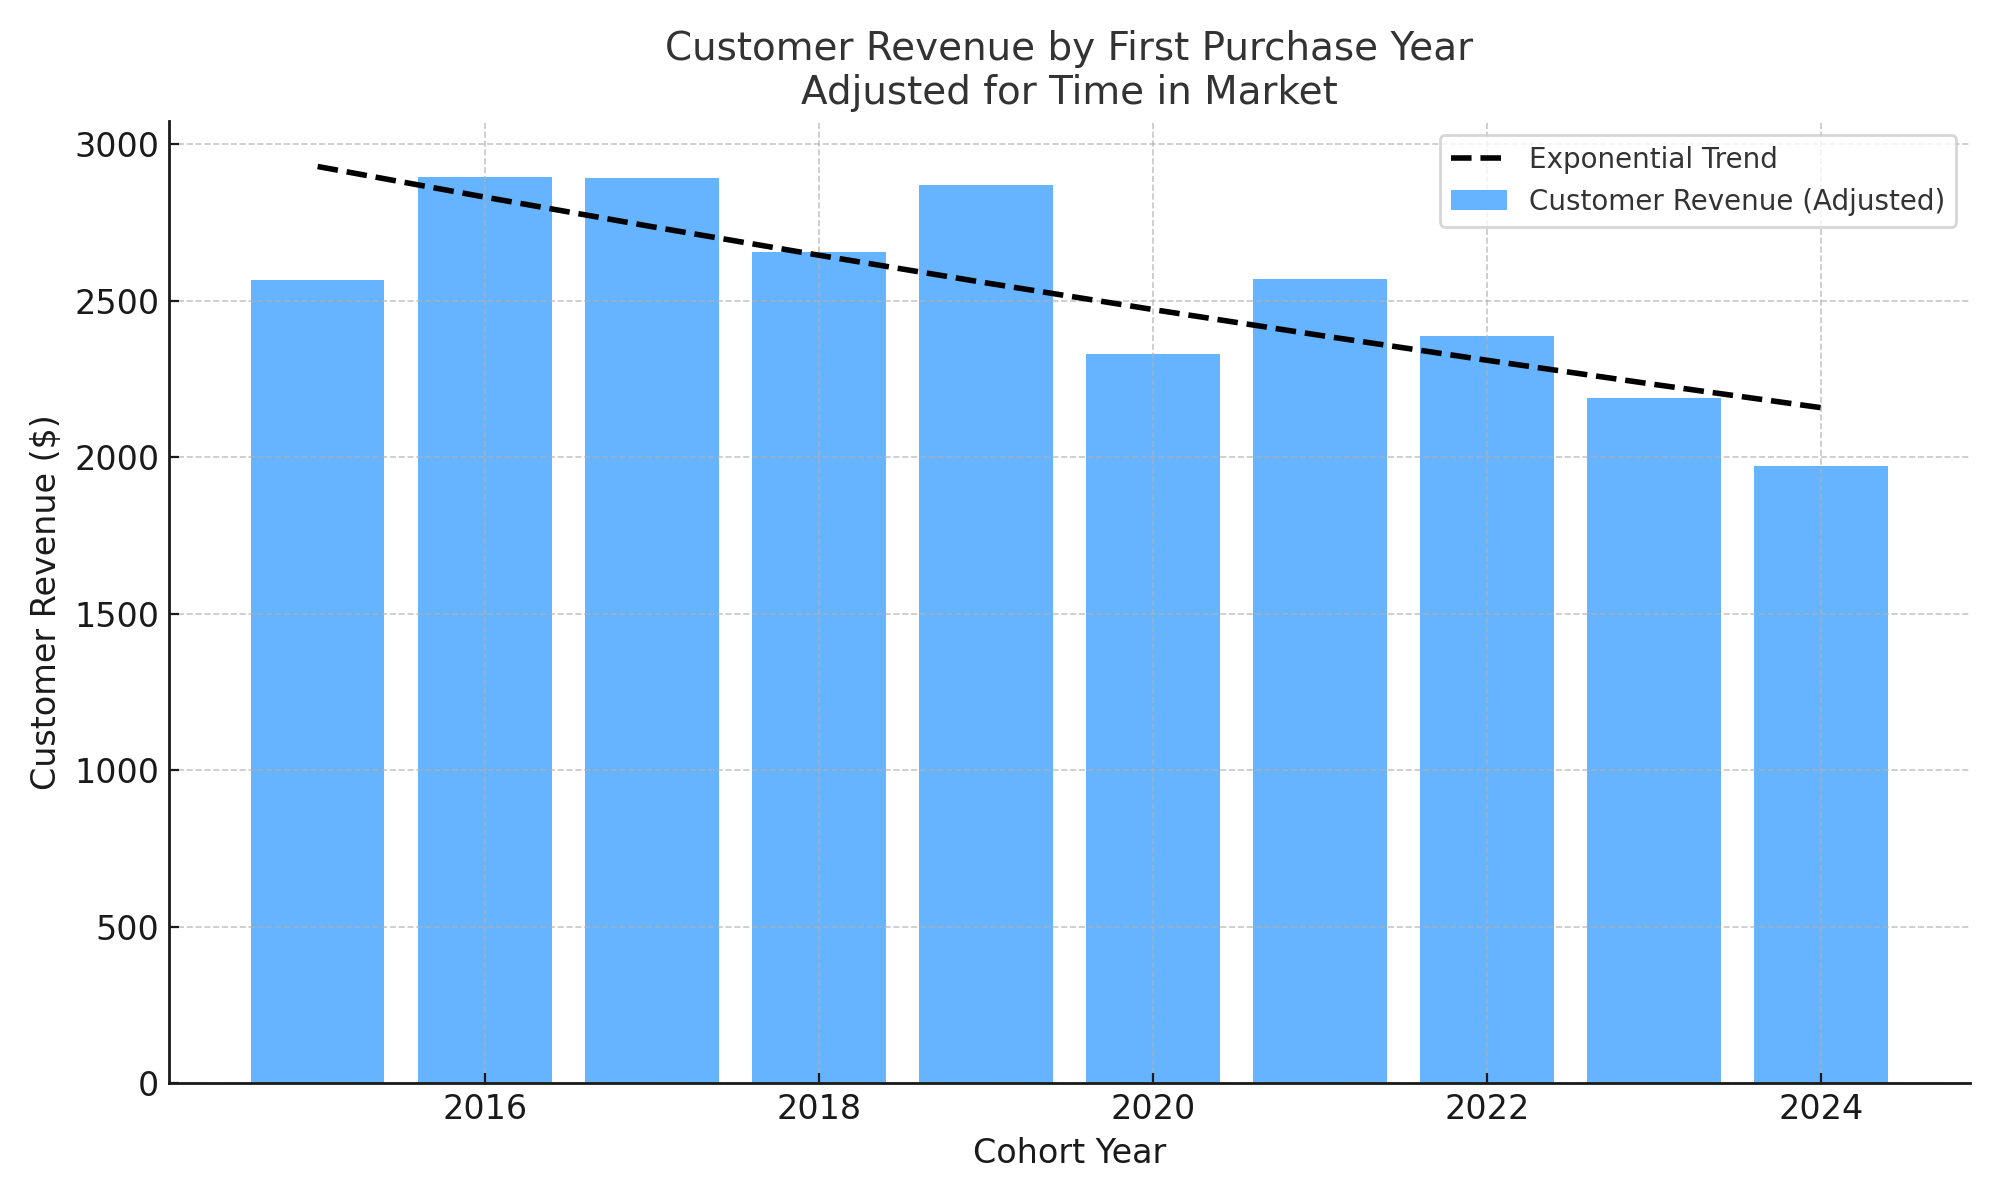 Customer Revenue by First Purchase Year
Adjusted for Time in Market
Exponential Trend
Customer Revenue (Adjusted)
Customer Revenue ($)
3000
2500
2000
1500
1000
500
0
2016
2018
2020
2022
2024
Cohort Year